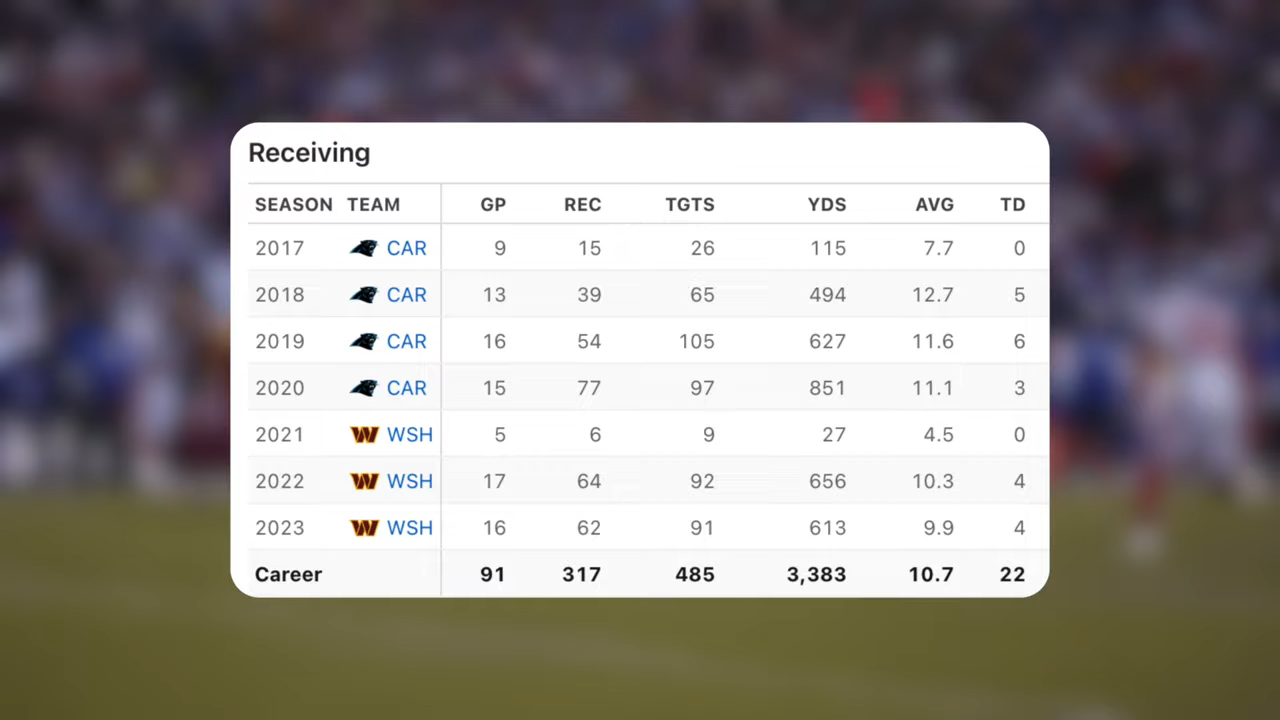 Receiving
SEASON TEAM GP REC TGTS YDS AVG TD
2017 CAR 9 15 26 115 7.7 0
2018 CAR 13 39 65 494 12.7 5
2019 CAR 16 54 105 627 11.6 6
2020 CAR 15 77 97 851 11.1 3
2021 WSH 5 6 9 27 4.5 0
2022 WSH 17 64 92 656 10.3 4
2023 WSH 16 62 91 613 9.9 4
Career 91 317 485 3,383 10.7 22